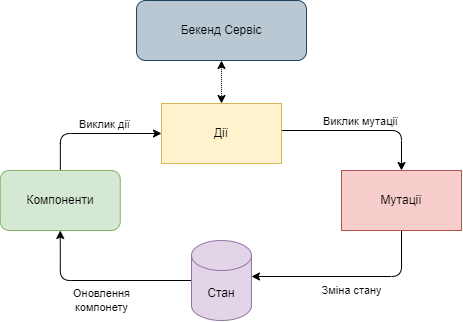 Бекенд Сервіс
Виклик дії
Виклик мутації
Дії
Компоненти
Мутації
Стан
Зміна стану
Оновлення
компонету